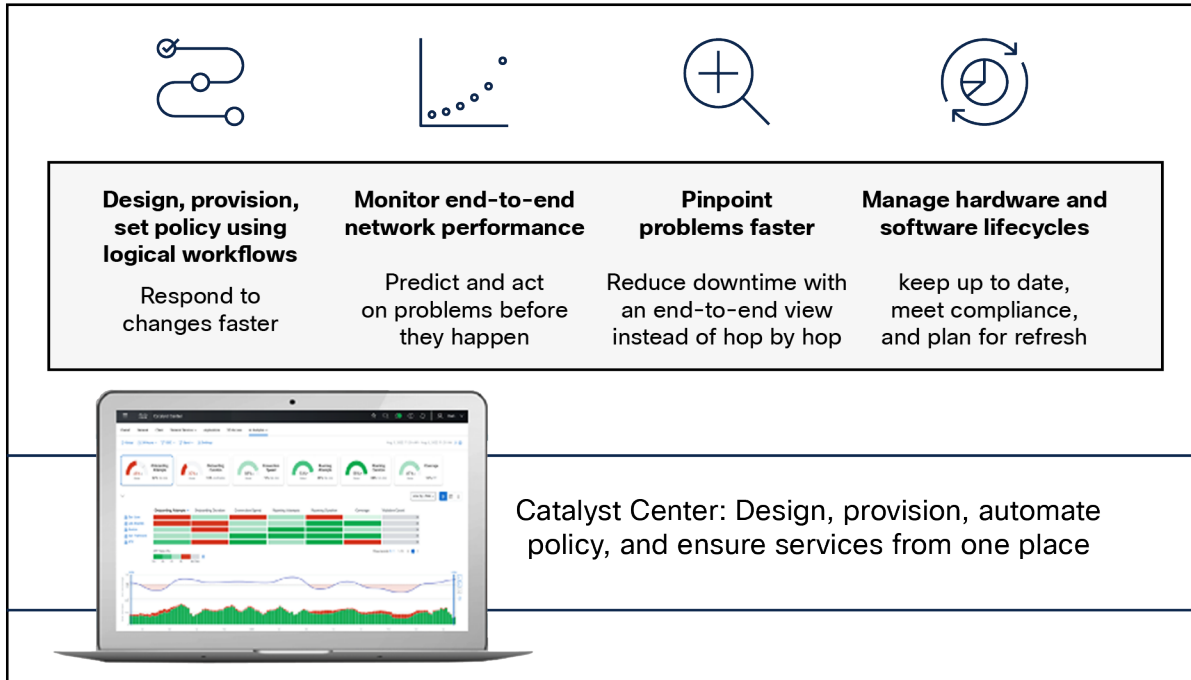 Design, provision,
set policy using
logical workflows
Respond to
changes faster
Monitor end-to-end
network performance
Predict and act
on problems before
they happen
Pinpoint
problems faster
Reduce downtime with
an end-to-end view
instead of hop by hop
Manage hardware and
software lifecycles
keep up to date,
meet compliance,
and plan for refresh
Catalyst Center
Catalyst Center: Design, provision, automate
policy, and ensure services from one place